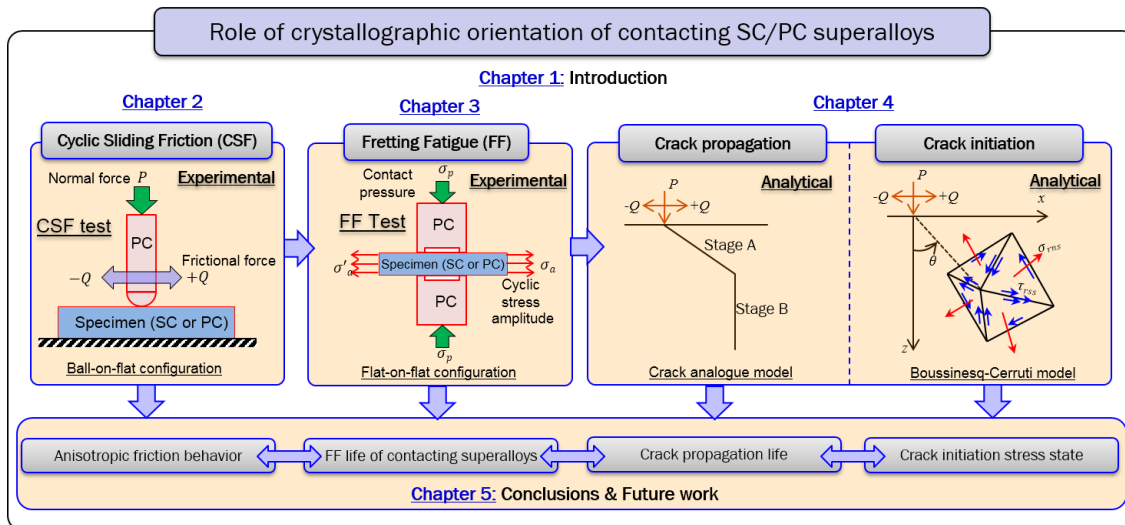 Role of crystallographic orientation of contacting SC/PC superalloys
Chapter 1: Introduction
Chapter 2
Chapter 3
Chapter 4
Cyclic Sliding Friction (CSF)
Normal force P
Experimental
CSF test
PC
Frictional force
−Q
+Q
Specimen (SC or PC)
Ball-on-flat configuration
Fretting Fatigue (FF)
Contact
pressure
σp
Experimental
FF Test
PC
σ'a
Specimen (SC or PC)
σa
PC
Cyclic
stress
amplitude
σp
Flat-on-flat configuration
Crack propagation
P
Analytical
-Q
+Q
Stage A
Stage B
Crack analogue model
Crack initiation
P
Analytical
-Q
+Q
x
θ
σrns
τrss
z
Boussinesq-Cerruti model
Anisotropic friction behavior
FF life of contacting superalloys
Crack propagation life
Crack initiation stress state
Chapter 5: Conclusions & Future work